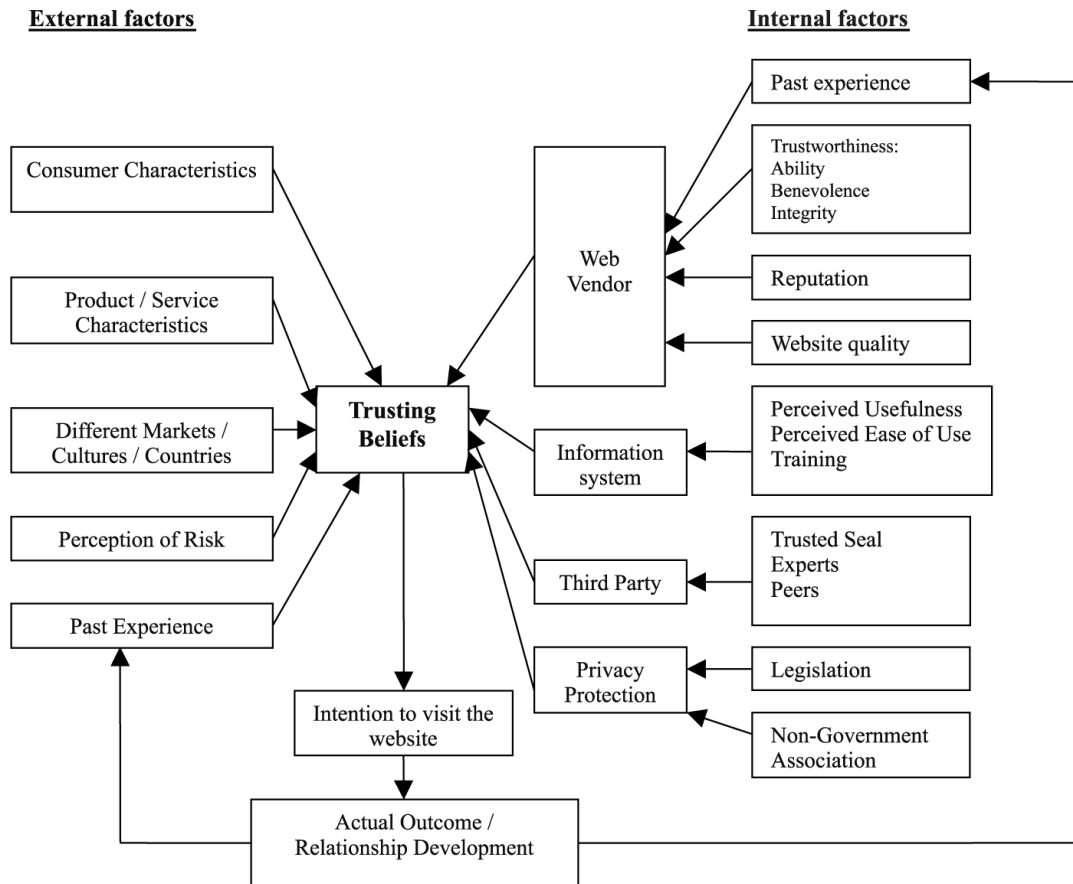 External factors
Internal factors
Past experience
Trustworthiness:
Ability
Benevolence
Integrity
Consumer Characteristics
Web
Vendor
Reputation
Product / Service
Characteristics
Website quality
Trusting
Beliefs
Perceived Usefulness
Perceived Ease of Use
Training
Different Markets /
Cultures / Countries
Information
system
Perception of Risk
Trusted Seal
Experts
Peers
Third Party
Past Experience
Privacy
Protection
Legislation
Intention to visit the
website
Non-Government
Association
Actual Outcome /
Relationship Development